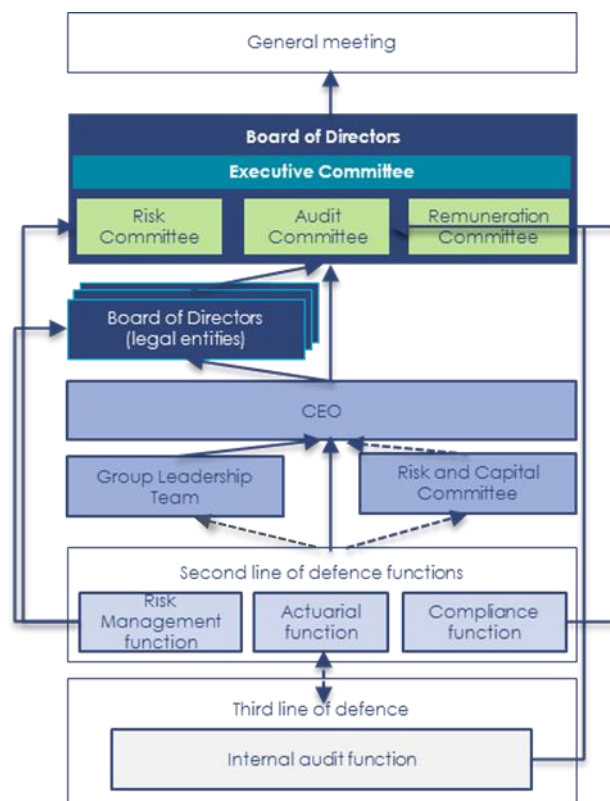 General meeting
Board of Directors
Executive Committee
Risk
Committee
Audit
Committee
Remuneration
Committee
Board of Directors
(legal entities)
CEO
Group Leadership
Team
Risk and Capital
Committee
Second line of defence functions
Risk
Management
function
Actuarial
function
Compliance
function
Third line of defence
Internal audit function